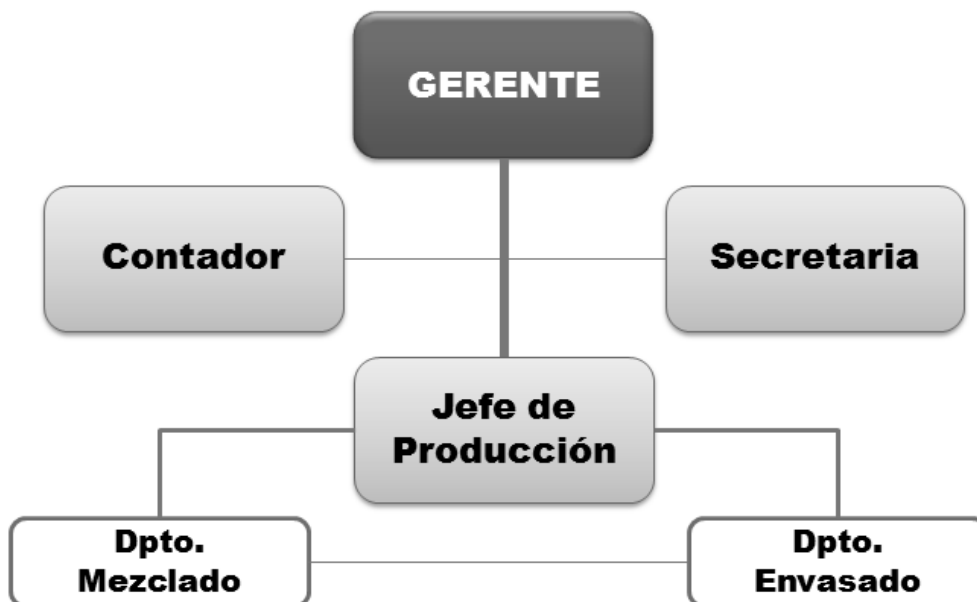 GERENTE
Contador
Secretaria
Jefe de
Producción
Dpto.
Mezclado
Dpto.
Envasado